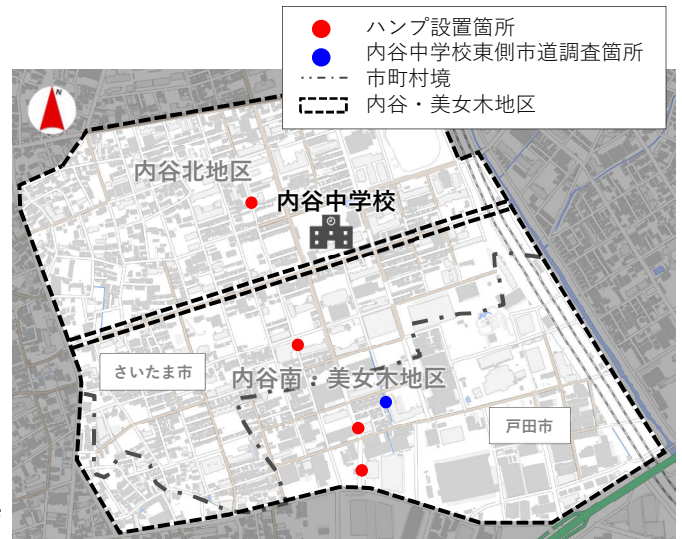 ハンプ設置箇所
内谷中学校東側市道調査箇所
市町村境
内谷・美女木地区
N
内谷北地区
内谷中学校
さいたま市
内谷南・美女木地区
戸田市